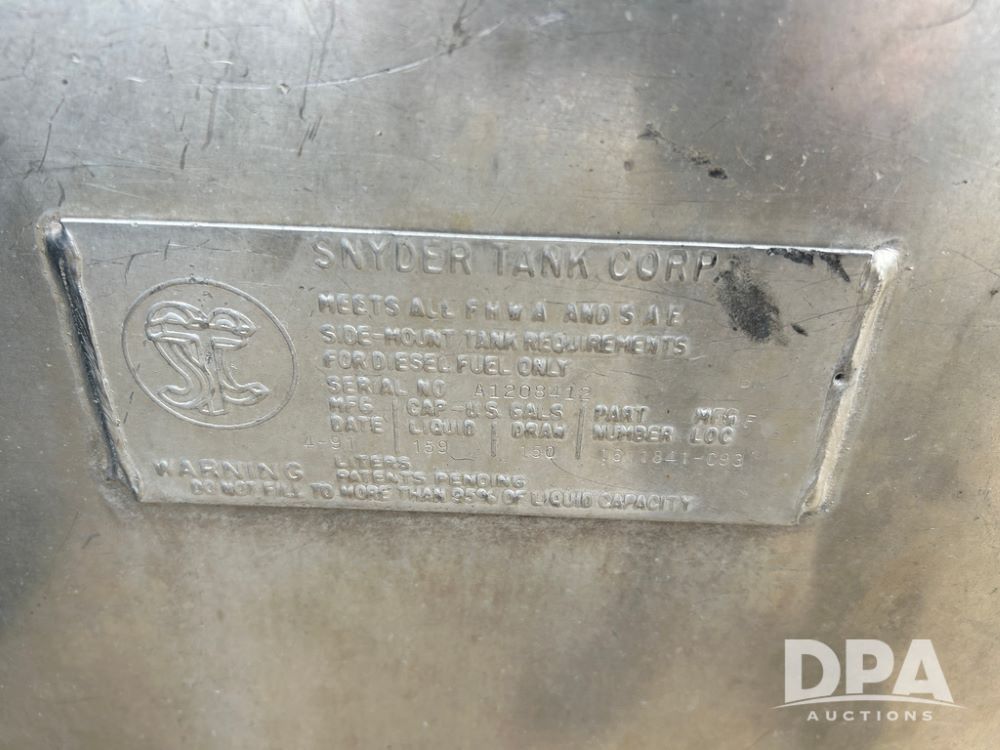 SNYDER TANK CORP.
MEETS ALL F H W A AND S A E
SIDE-MOUNT TANK REQUIREMENTS
FOR DIESEL FUEL ONLY
SERIAL NO A1208412
MFG DATE CAP-U.S. GALS LIQUID DRAW PART NUMBER MFG LOC
4-91 159 150
LITERS
WARNING PATENTS PENDING
DO NOT FILL TO MORE THAN 95% OF LIQUID CAPACITY
DPA
AUCTIONS